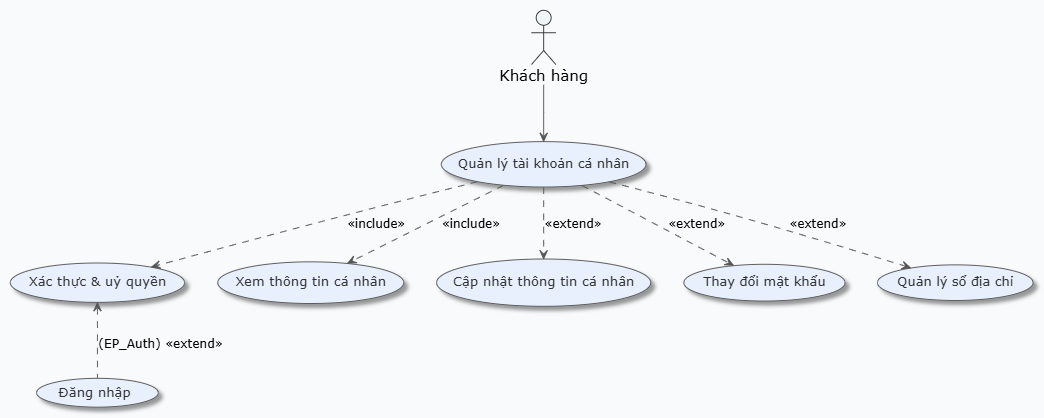 Khách hàng
Quản lý tài khoản cá nhân
«include»
«include»
«extend»
«extend»
«extend»
Xác thực & uỷ quyền
Xem thông tin cá nhân
Cập nhật thông tin cá nhân
Thay đổi mật khẩu
Quản lý số địa chỉ
(EP_Auth) «extend»
Đăng nhập